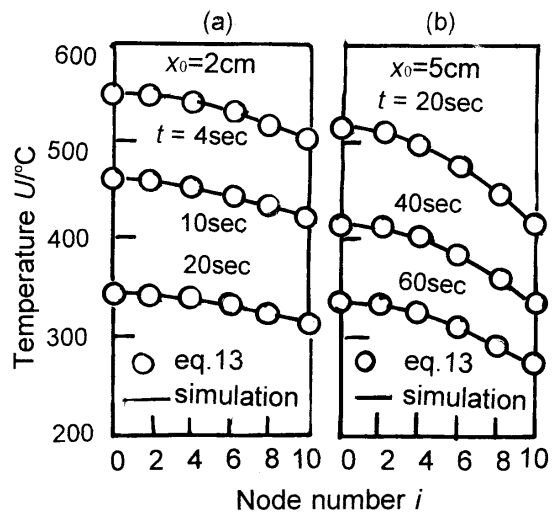 (a) (b)
600
x₀=2cm x₀=5cm
t = 4sec t = 20sec
500
10sec 40sec
400
20sec 60sec
300
eq.13 eq.13
simulation simulation
200
0 2 4 6 8 10 0 2 4 6 8 10
Node number i
Temperature U/°C